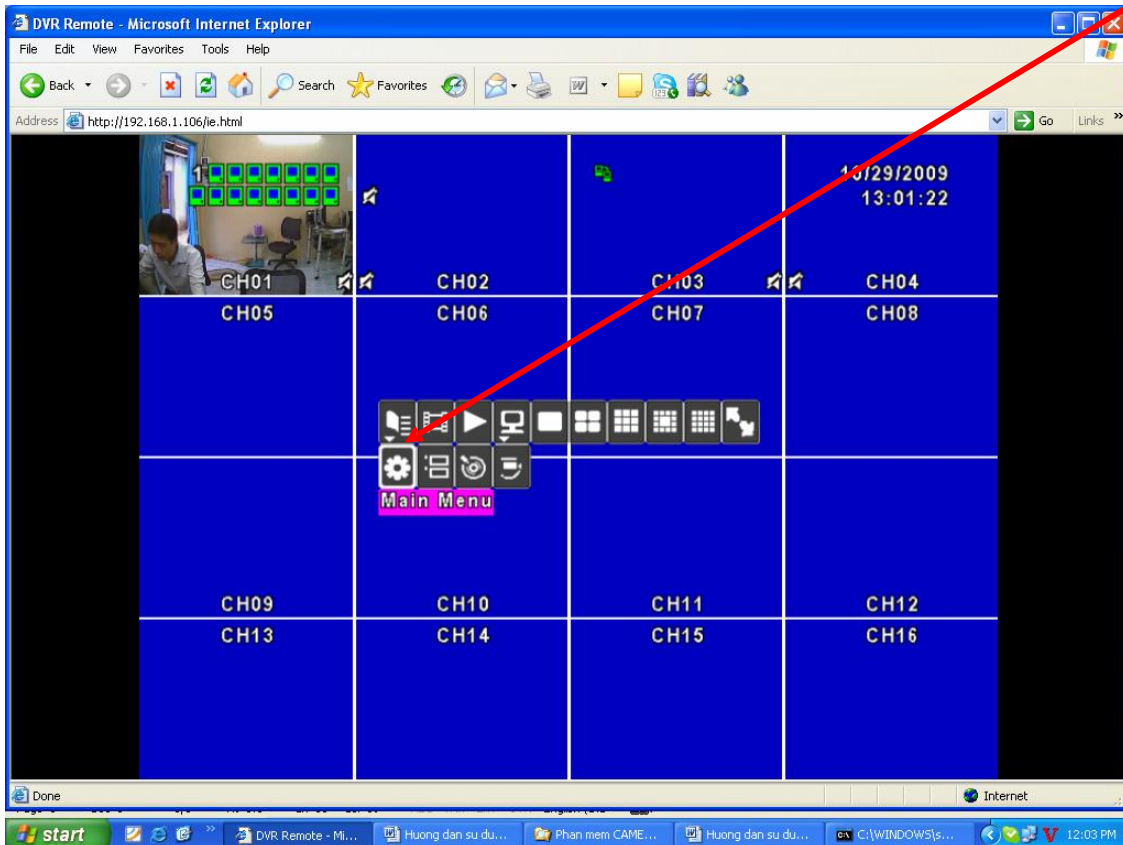 DVR Remote - Microsoft Internet Explorer
File Edit View Favorites Tools Help
Back Search Favorites
Address http://192.168.1.106/ie.html Go Links »
10/29/2009
13:01:22
CH01 CH02 CH03 CH04
CH05 CH06 CH07 CH08
Main Menu
CH09 CH10 CH11 CH12
CH13 CH14 CH15 CH16
Done Internet
start » DVR Remote - Mi... Huong dan su du... Phan mem CAME... Huong dan su du... C:\WINDOWS\s... V 12:03 PM